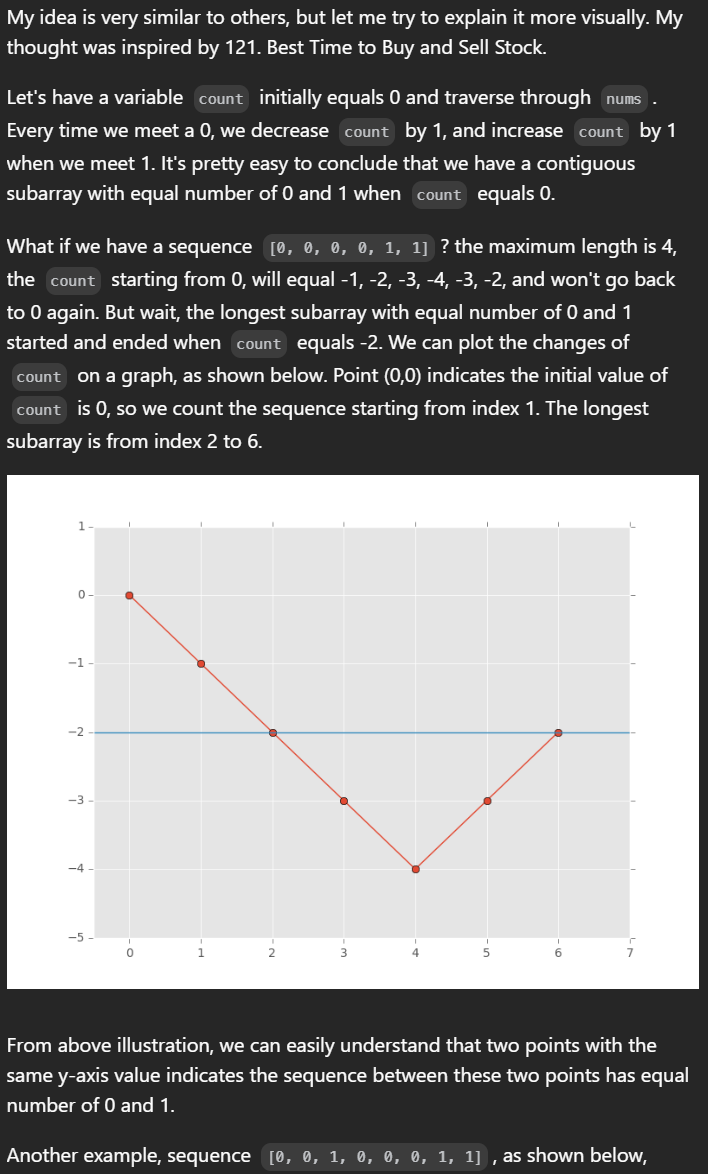 My idea is very similar to others, but let me try to explain it more visually. My
thought was inspired by 121. Best Time to Buy and Sell Stock.
Let's have a variable count initially equals 0 and traverse through nums .
Every time we meet a 0, we decrease count by 1, and increase count by 1
when we meet 1. It's pretty easy to conclude that we have a contiguous
subarray with equal number of 0 and 1 when count equals 0.
What if we have a sequence [0, 0, 0, 0, 1, 1] ? the maximum length is 4,
the count starting from 0, will equal -1, -2, -3, -4, -3, -2, and won't go back
to 0 again. But wait, the longest subarray with equal number of 0 and 1
started and ended when count equals -2. We can plot the changes of
count on a graph, as shown below. Point (0,0) indicates the initial value of
count is 0, so we count the sequence starting from index 1. The longest
subarray is from index 2 to 6.
1
0
−1
−2
−3
−4
−5
0 1 2 3 4 5 6 7
From above illustration, we can easily understand that two points with the
same y-axis value indicates the sequence between these two points has equal
number of 0 and 1.
Another example, sequence [0, 0, 1, 0, 0, 0, 1, 1] , as shown below,